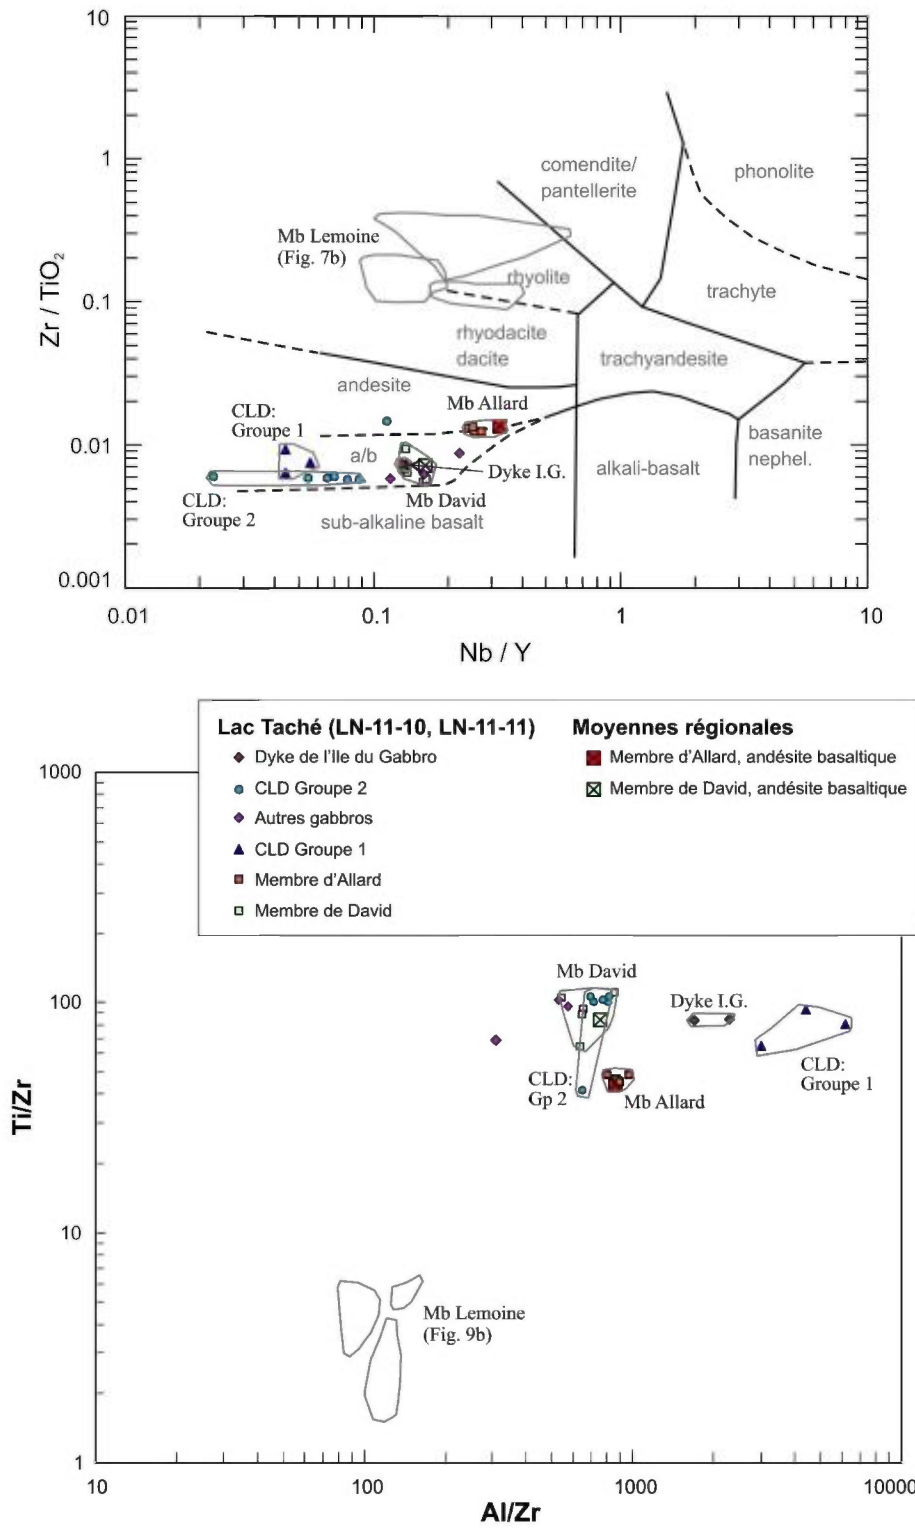 10
1
0.1
0.010
0.001
Zr / TiO2
0.01
0.1
1
10
Nb / Y
comendite/
pantellerite
phonolite
Mb Lemoine
(Fig. 7b)
rhyolite
trachyte
rhyodacite
dacite
trachyandesite
andesite
Mb Allard
CLD:
Groupe 1
a/b
Dyke I.G.
alkali-basalt
basanite
nephel.
CLD:
Groupe 2
Mb David
sub-alkaline basalt
Lac Taché (LN-11-10, LN-11-11)
Dyke de l'Ile du Gabbro
CLD Groupe 2
Autres gabbros
CLD Groupe 1
Membre d'Allard
Membre de David
Moyennes régionales
Membre d'Allard, andésite basaltique
Membre de David, andésite basaltique
1000
100
10
1
Ti/Zr
Mb David
Dyke I.G.
CLD:
Gp 2
Mb Allard
CLD:
Groupe 1
Mb Lemoine
(Fig. 9b)
10
100
1000
10000
Al/Zr